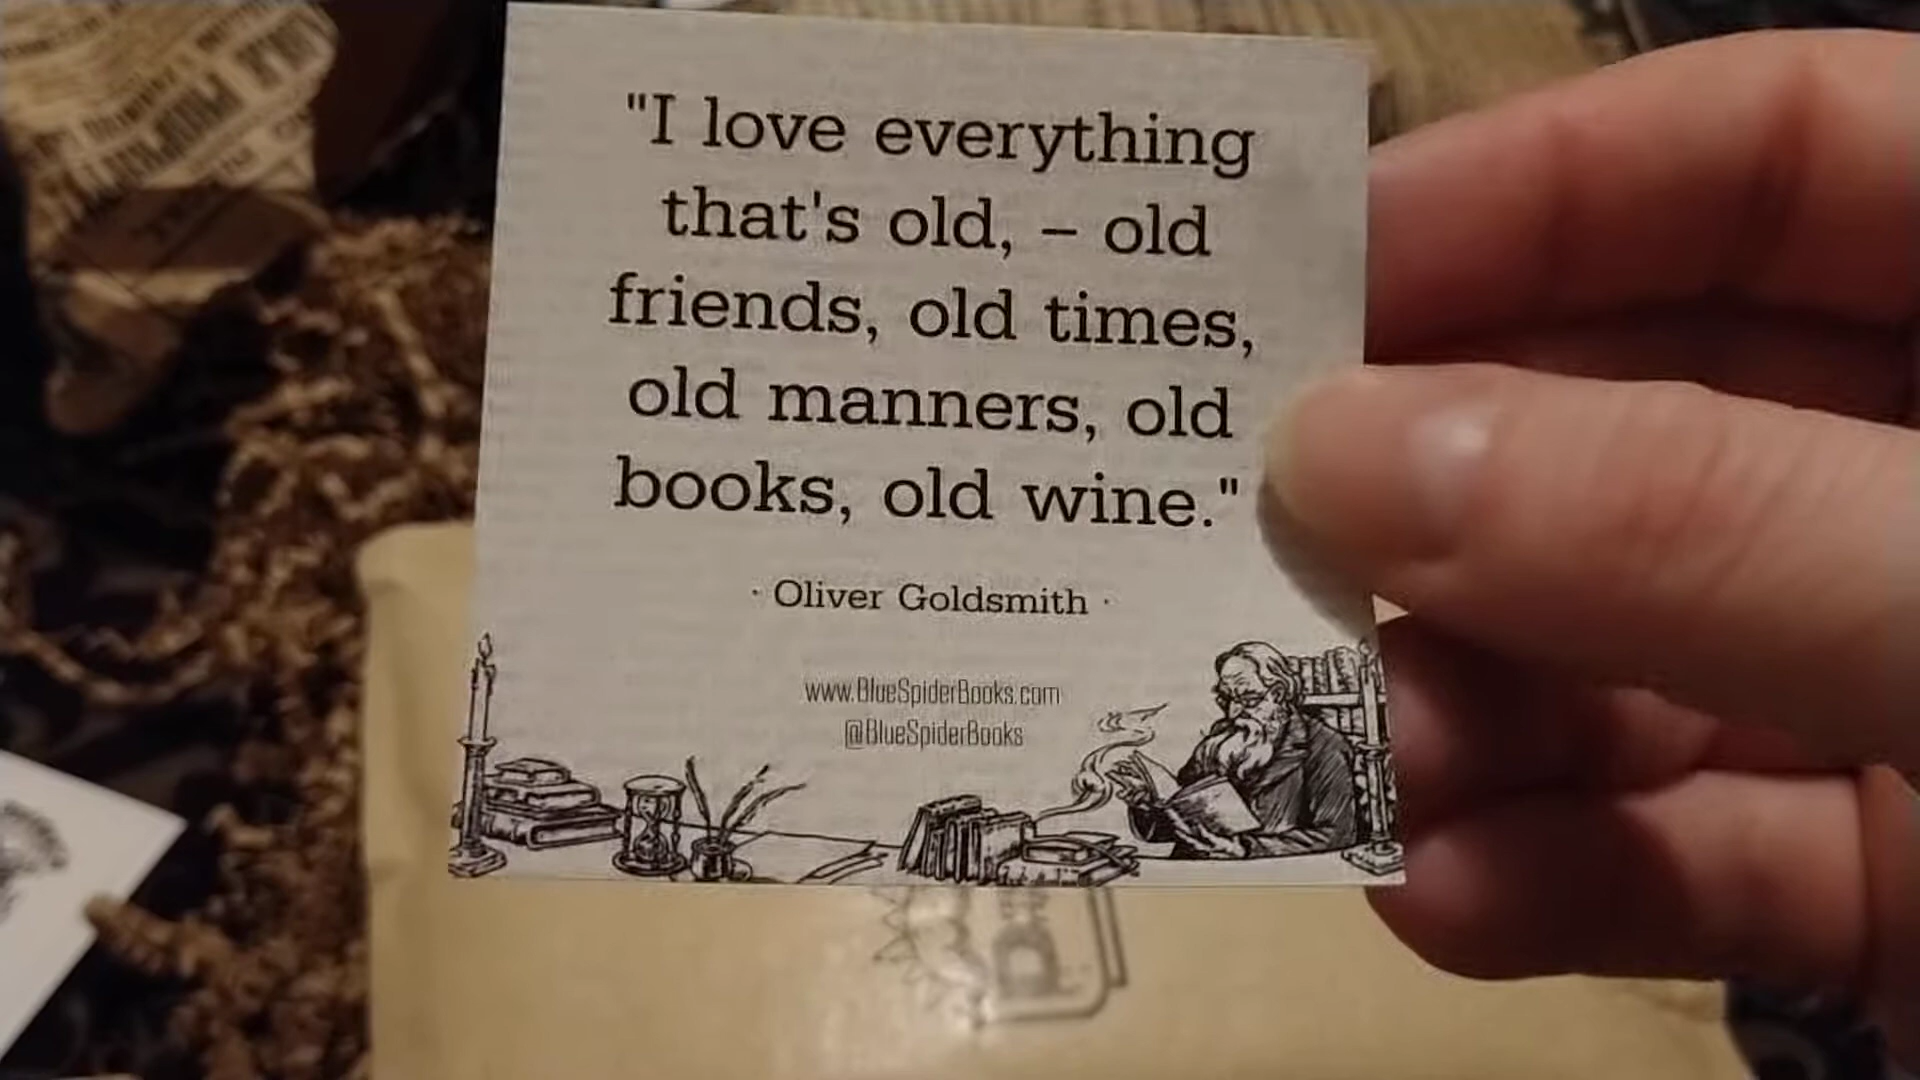 "I love everything
that's old, – old
friends, old times,
old manners, old
books, old wine."
· Oliver Goldsmith ·
www.BlueSpiderBooks.com
@BlueSpiderBooks